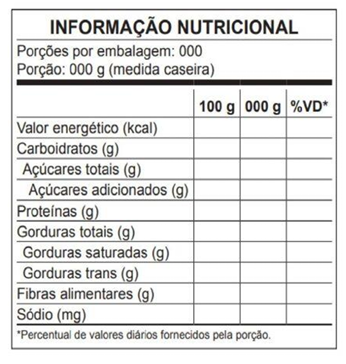 INFORMAÇÃO NUTRICIONAL
Porções por embalagem: 000
Porção: 000 g (medida caseira)
100 g 000 g %VD*
Valor energético (kcal)
Carboidratos (g)
Açúcares totais (g)
Açúcares adicionados (g)
Proteínas (g)
Gorduras totais (g)
Gorduras saturadas (g)
Gorduras trans (g)
Fibras alimentares (g)
Sódio (mg)
*Percentual de valores diários fornecidos pela porção.